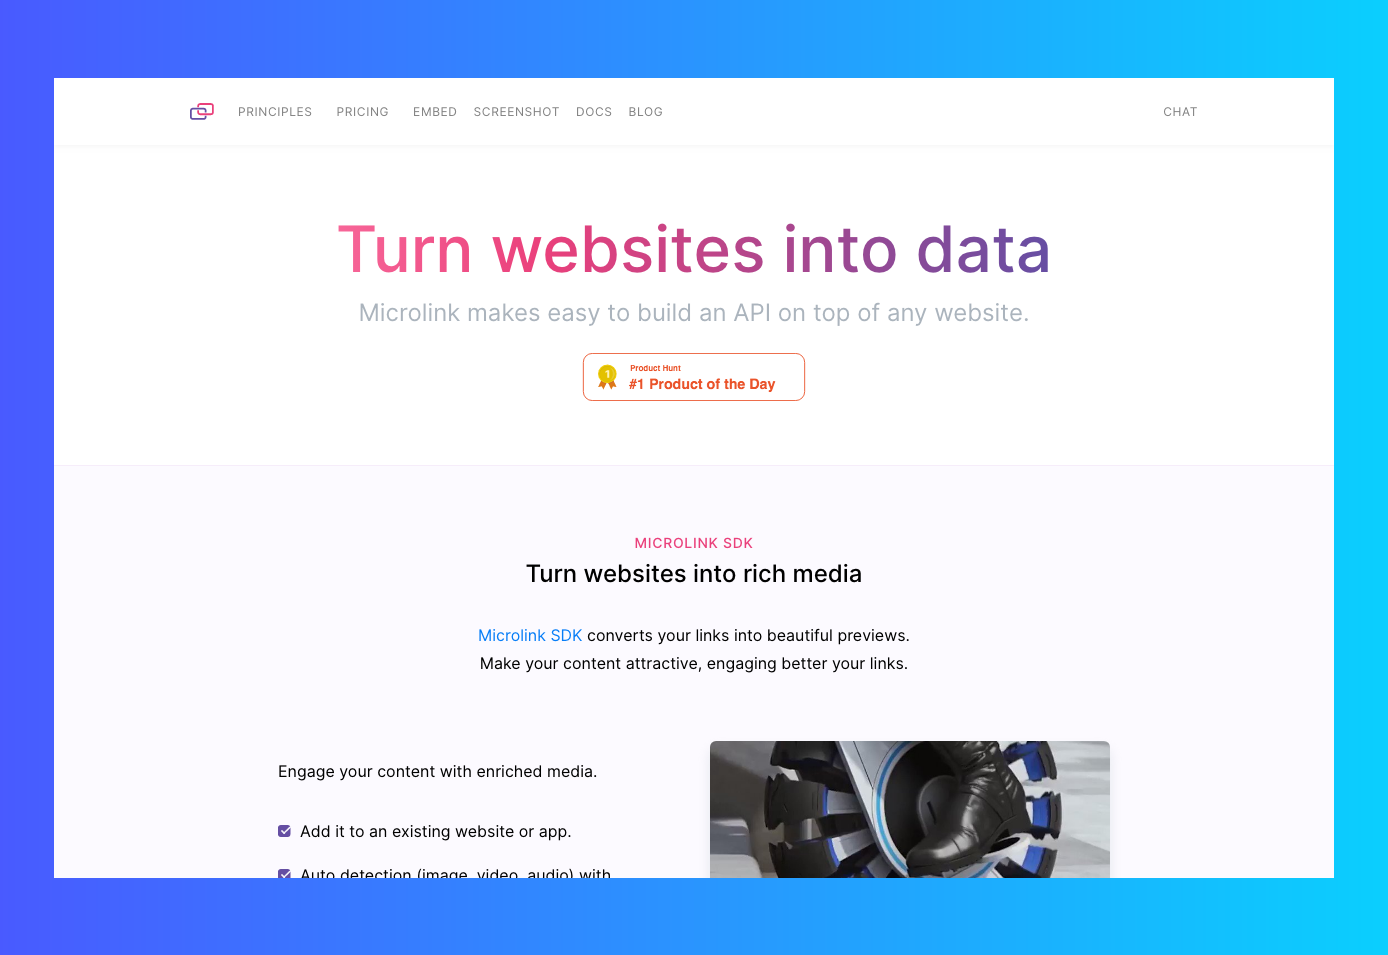 PRINCIPLES PRICING EMBED SCREENSHOT DOCS BLOG CHAT
Turn websites into data
Microlink makes easy to build an API on top of any website.
1
Product Hunt
#1 Product of the Day
MICROLINK SDK
Turn websites into rich media
Microlink SDK converts your links into beautiful previews.
Make your content attractive, engaging better your links.
Engage your content with enriched media.
Add it to an existing website or app.
Auto detection (image, video, audio) with